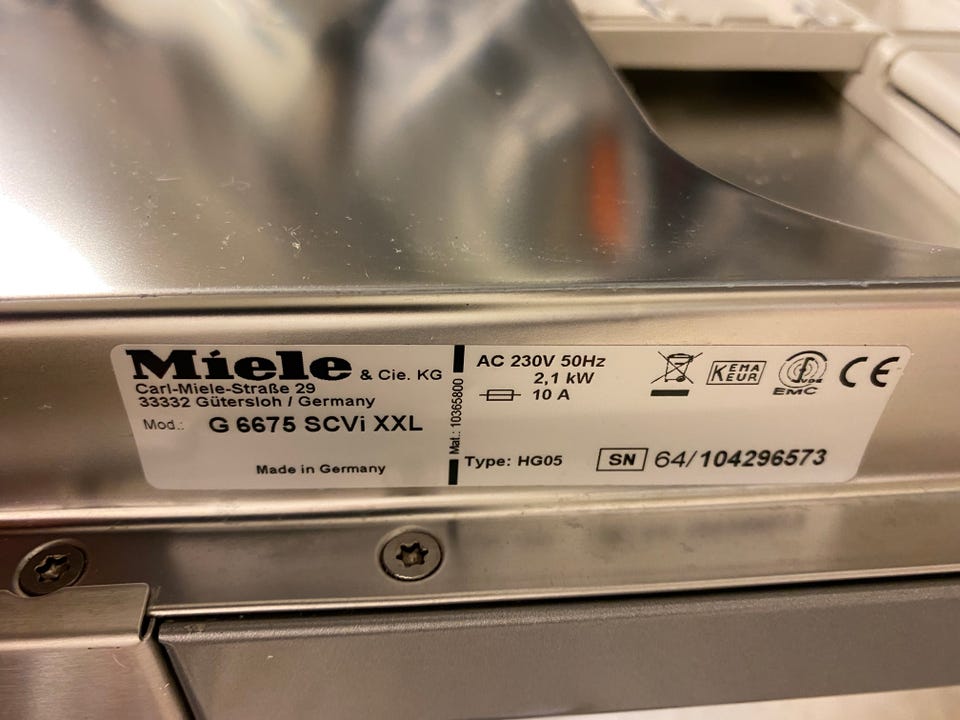 Miele & Cie. KG
Carl-Miele-Straße 29
33332 Gütersloh / Germany
Mod.: G 6675 SCVi XXL
Made in Germany
Mat.: 10365800
AC 230V 50Hz
2,1 kW
10 A
KEMA
KEUR
VDE
EMC
CE
Type: HG05
SN 64/104296573